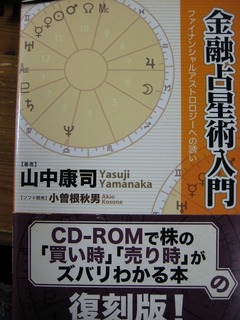 金融占星術入門
ファイナンシャルアストロロジーへの誘い
【著者】
山中康司
Yasuji
Yamanaka
【ソフト開発】
小曽根秋男
Akio
Kosone
CD-ROMで株の
「買い時」「売り時」が
ズバリわかる本
の
復刻版!